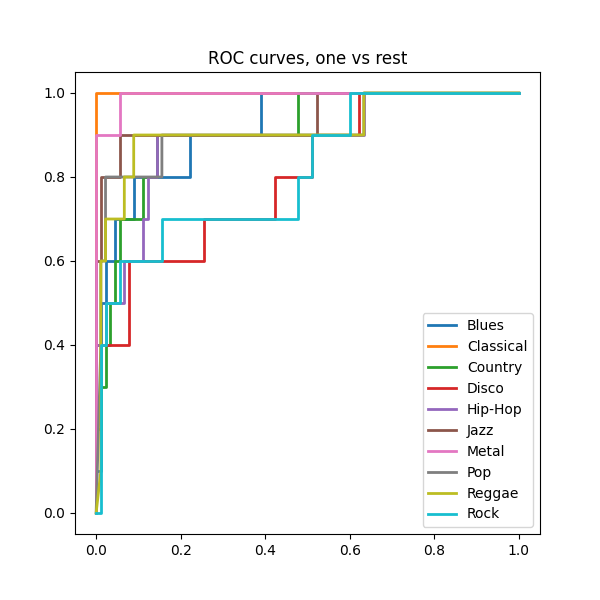 ROC curves, one vs rest
1.0
0.8
0.6
0.4
0.2
0.0
Blues
Classical
Country
Disco
Hip-Hop
Jazz
Metal
Pop
Reggae
Rock
0.0 0.2 0.4 0.6 0.8 1.0